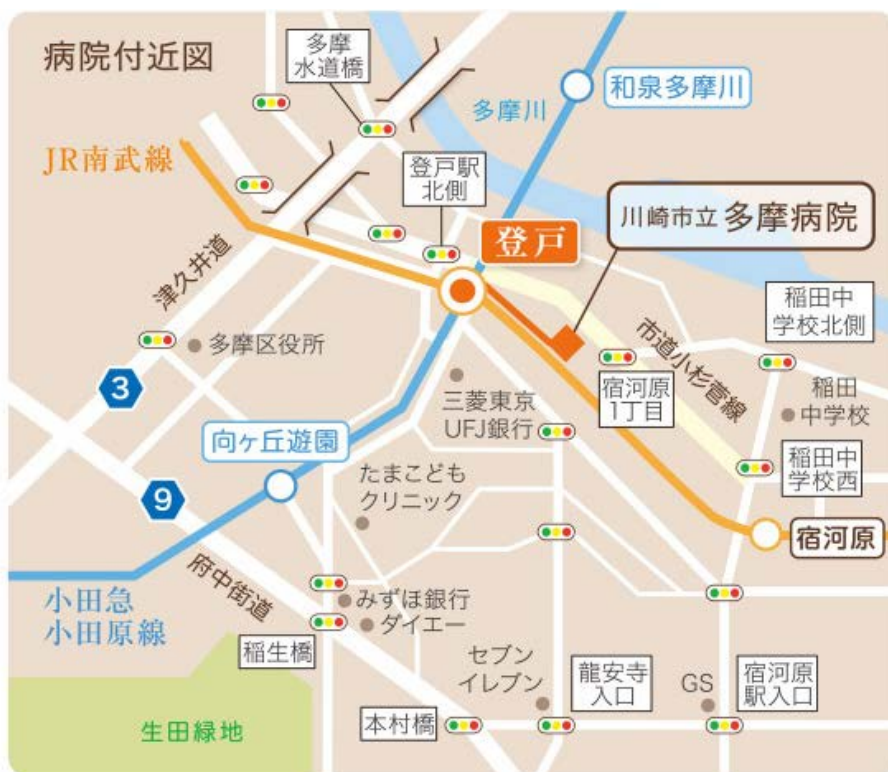 病院付近図
多摩
水道橋
和泉多摩川
多摩川
JR南武線
登戸駅
北側
登戸
川崎市立 多摩病院
津久井道
稲田中
学校北側
多摩区役所
市道小杉菅線
3
三菱東京
UFJ銀行
宿河原
1丁目
稲田
中学校
向ヶ丘遊園
稲田中
学校西
9
たまこども
クリニック
宿河原
府中街道
小田急
小田原線
みずほ銀行
ダイエー
稲生橋
セブン
イレブン
龍安寺
入口
GS
宿河原
駅入口
本村橋
生田緑地